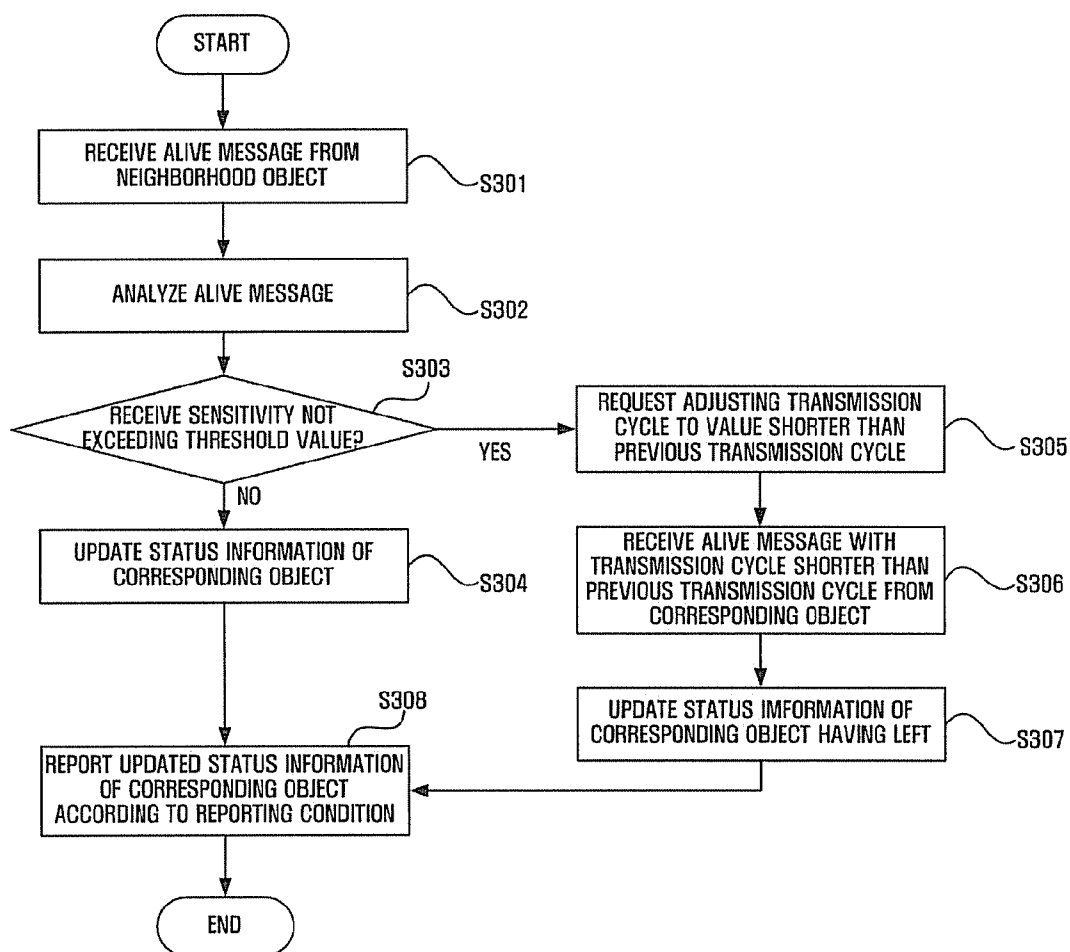 START
RECEIVE ALIVE MESSAGE FROM
NEIGHBORHOOD OBJECT
S301
ANALYZE ALIVE MESSAGE
S302
S303
RECEIVE SENSITIVITY NOT
EXCEEDING THRESHOLD VALUE?
YES
NO
REQUEST ADJUSTING TRANSMISSION
CYCLE TO VALUE SHORTER THAN
PREVIOUS TRANSMISSION CYCLE
S305
UPDATE STATUS INFORMATION OF
CORRESPONDING OBJECT
S304
RECEIVE ALIVE MESSAGE WITH
TRANSMISSION CYCLE SHORTER THAN
PREVIOUS TRANSMISSION CYCLE FROM
CORRESPONDING OBJECT
S306
UPDATE STATUS IMFORMATION OF
CORRESPONDING OBJECT HAVING LEFT
S307
S308
REPORT UPDATED STATUS INFORMATION
OF CORRESPONDING OBJECT
ACCORDING TO REPORTING CONDITION
END